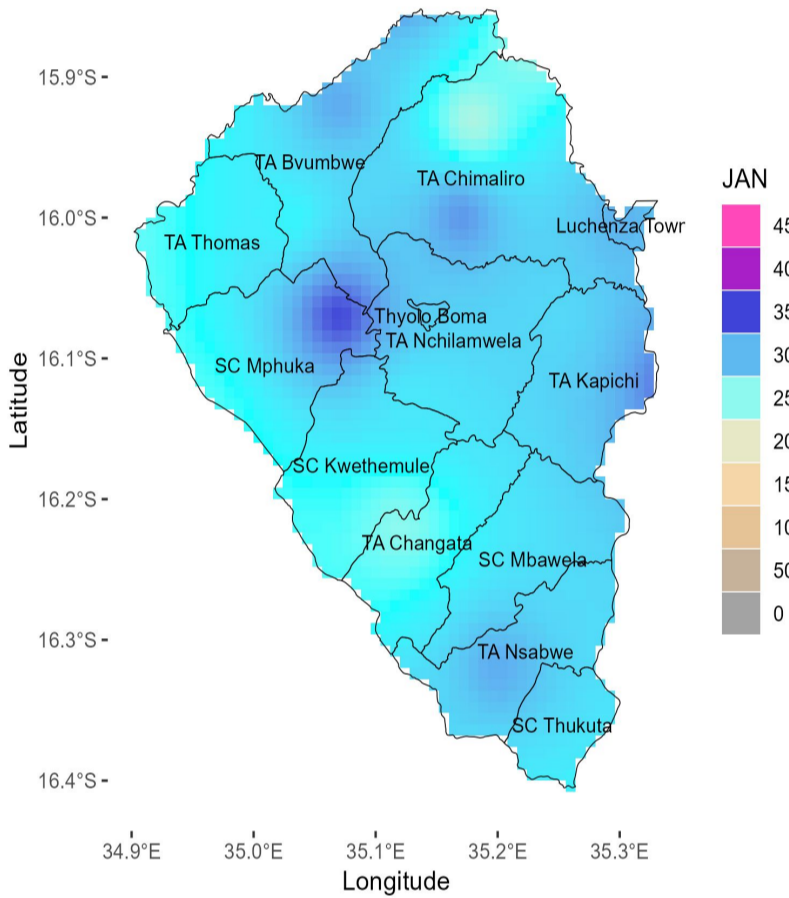 15.9°S
16.0°S
16.1°S
16.2°S
16.3°S
16.4°S
Latitude
TA Bvumbwe
TA Chimaliro
TA Thomas
Luchenza Towr
Thyolo Boma
TA Nchilamwela
SC Mphuka
TA Kapichi
SC Kwethemule
TA Changata
SC Mbawela
TA Nsabwe
SC Thukuta
34.9°E 35.0°E 35.1°E 35.2°E 35.3°E
Longitude
JAN
45
40
35
30
25
20
15
10
50
0